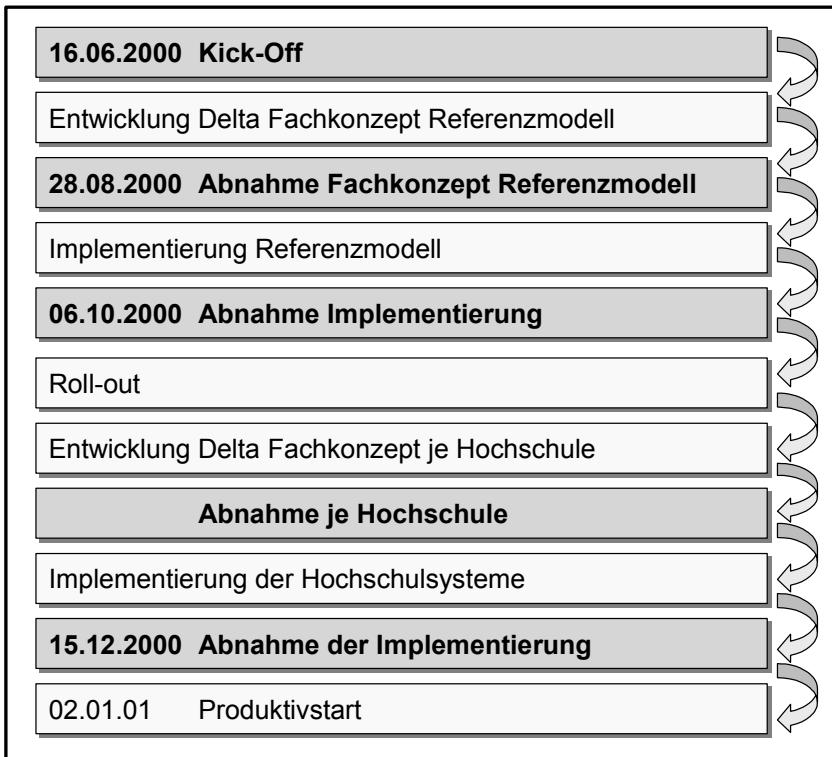 16.06.2000 Kick-Off
Entwicklung Delta Fachkonzept Referenzmodell
28.08.2000 Abnahme Fachkonzept Referenzmodell
Implementierung Referenzmodell
06.10.2000 Abnahme Implementierung
Roll-out
Entwicklung Delta Fachkonzept je Hochschule
Abnahme je Hochschule
Implementierung der Hochschulsysteme
15.12.2000 Abnahme der Implementierung
02.01.01 Produktivstart